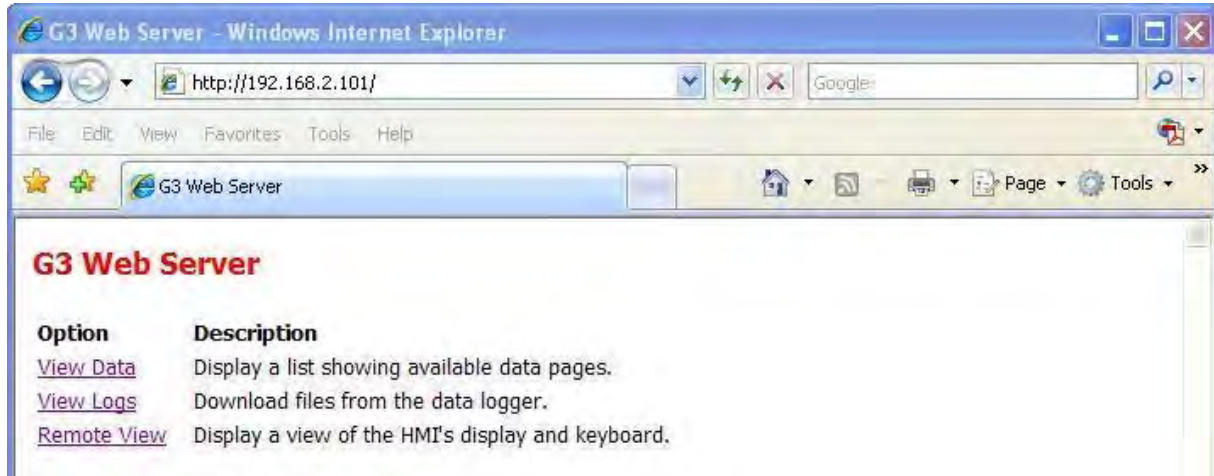 G3 Web Server - Windows Internet Explorer
http://192.168.2.101/
Google
File Edit View Favorites Tools Help
G3 Web Server
Page Tools
G3 Web Server
Option Description
View Data Display a list showing available data pages.
View Logs Download files from the data logger.
Remote View Display a view of the HMI's display and keyboard.